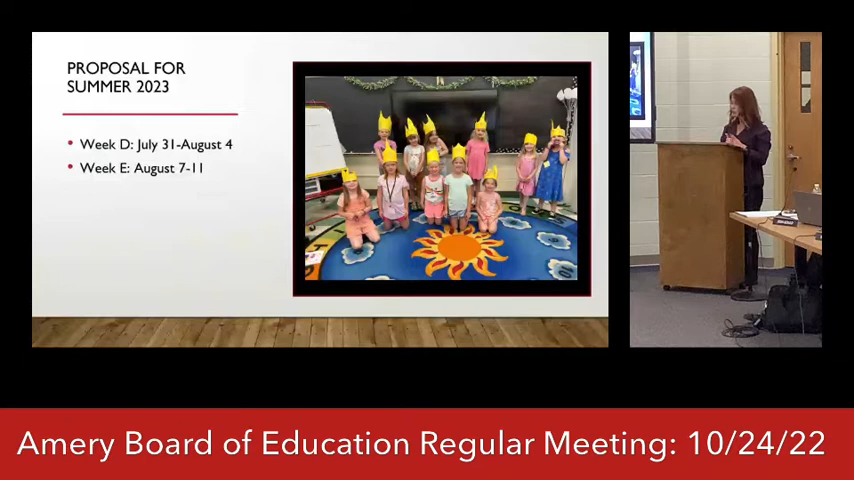 PROPOSAL FOR
SUMMER 2023
• Week D: July 31-August 4
• Week E: August 7-11
Amery Board of Education Regular Meeting: 10/24/22